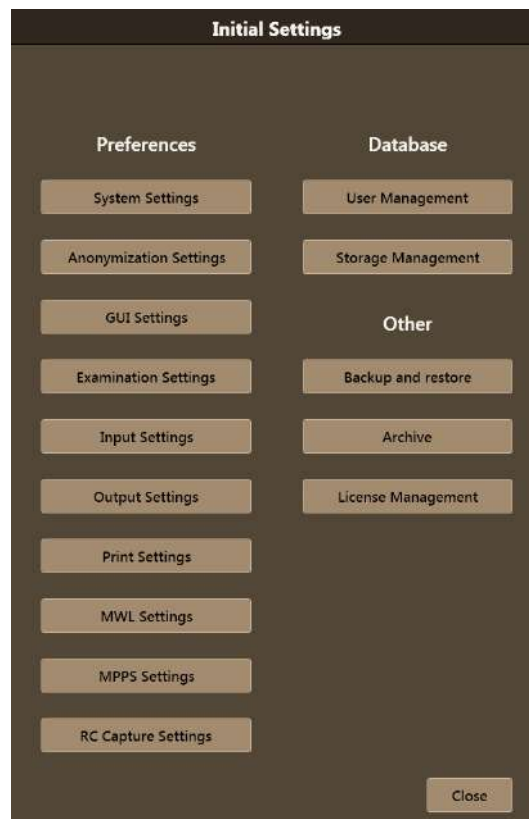 Initial Settings
Preferences
System Settings
Anonymization Settings
GUI Settings
Examination Settings
Input Settings
Output Settings
Print Settings
MWL Settings
MPPS Settings
RC Capture Settings
Database
User Management
Storage Management
Other
Backup and restore
Archive
License Management
Close